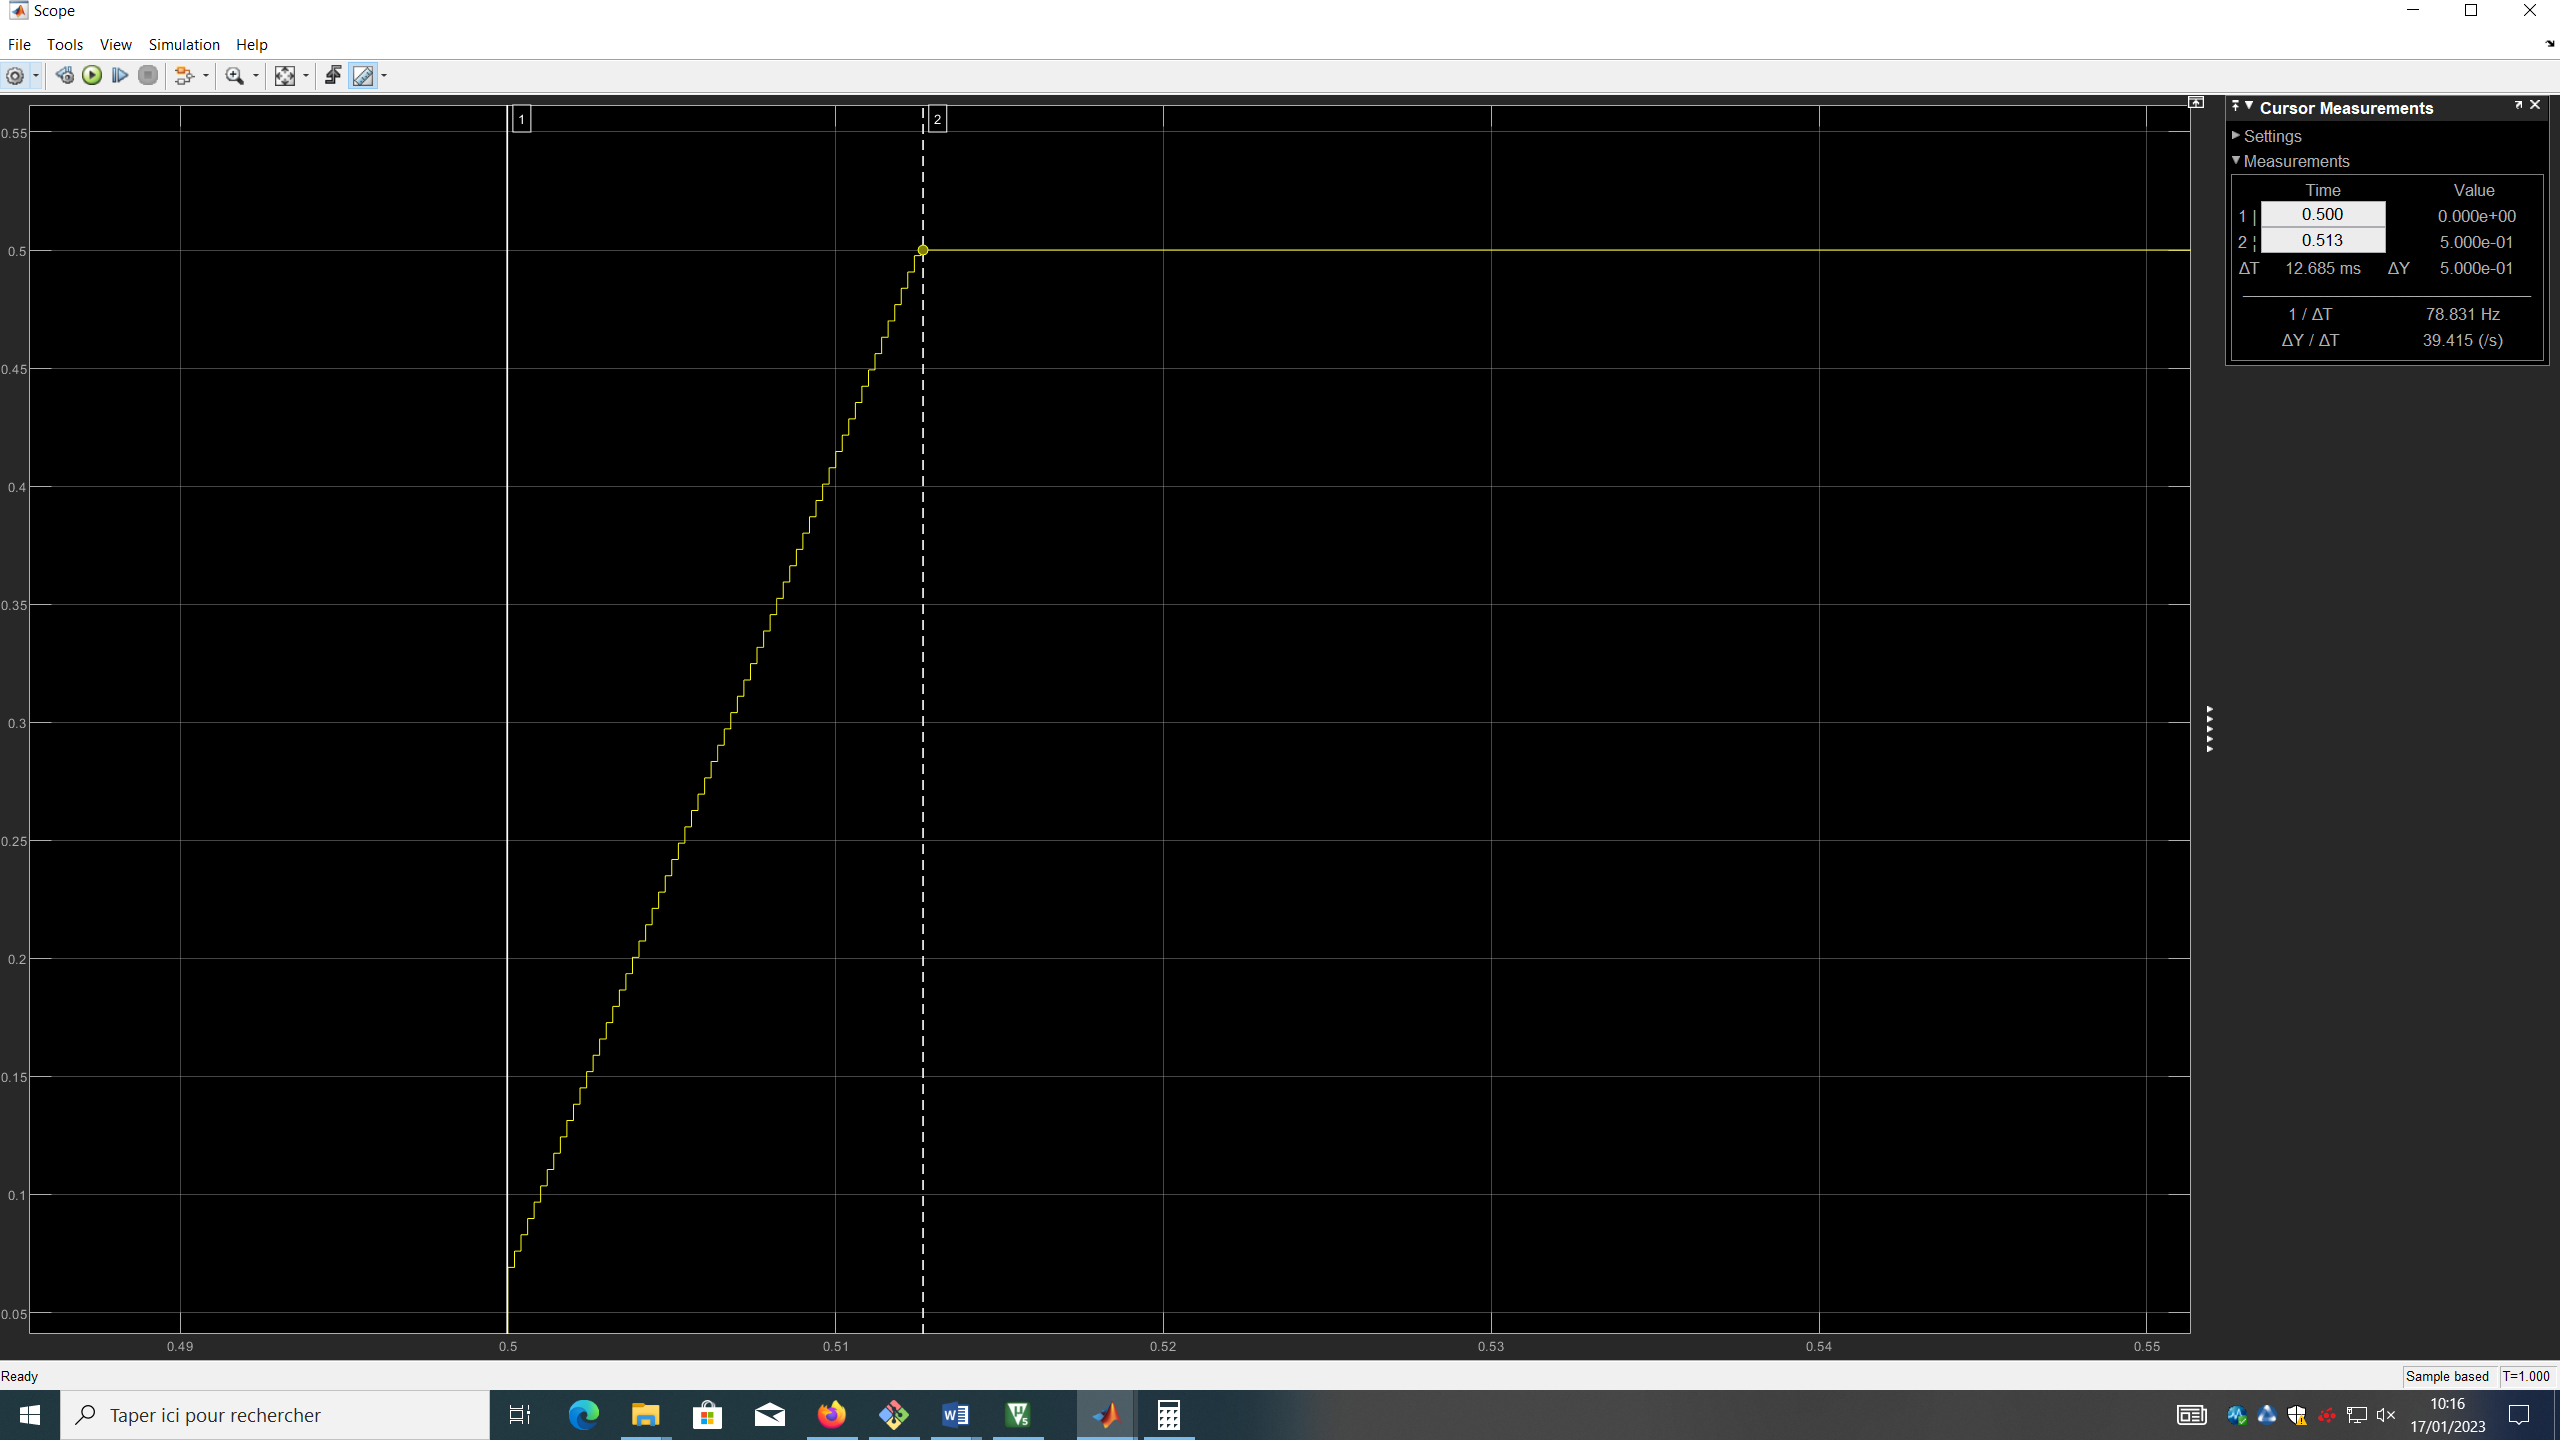 Scope
File Tools View Simulation Help
1
2
0.55
0.5
0.45
0.4
0.35
0.3
0.25
0.2
0.15
0.1
0.05
0.49 0.5 0.51 0.52 0.53 0.54 0.55
Cursor Measurements
Settings
Measurements
Time Value
1 | 0.500 0.000e+00
2 ¦ 0.513 5.000e-01
ΔT 12.685 ms ΔY 5.000e-01
1 / ΔT 78.831 Hz
ΔY / ΔT 39.415 (/s)
Ready
Sample based T=1.000
Taper ici pour rechercher
10:16
17/01/2023